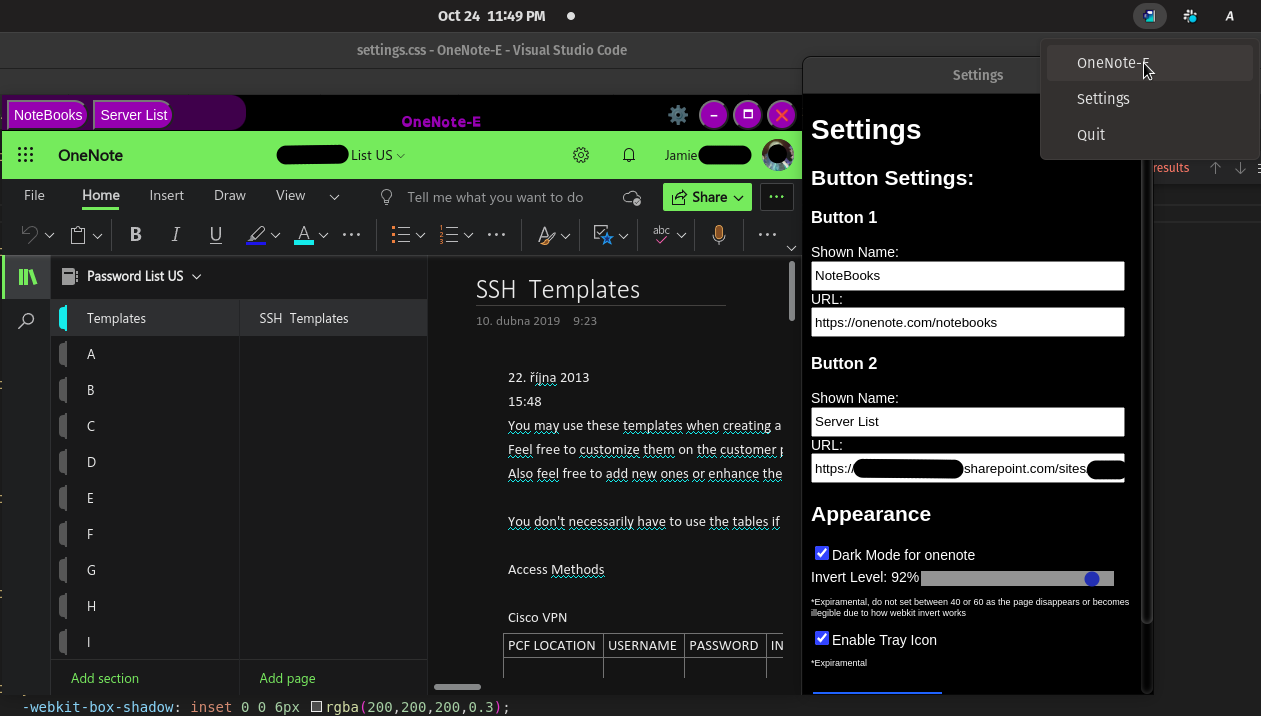 Oct 24 11:49 PM
A
settings.css - OneNote-E - Visual Studio Code
OneNote-E
Settings
Quit
Settings
NoteBooks
Server List
OneNote-E
OneNote
List US
Jamie
File
Home
Insert
Draw
View
Tell me what you want to do
Share
B
I
U
A
abc
Password List US
Templates
A
B
C
D
E
F
G
H
I
Add section
SSH Templates
Add page
SSH Templates
10. dubna 2019 9:23
22. října 2013
15:48
You may use these templates when creating a
Feel free to customize them on the customer p
Also feel free to add new ones or enhance the
You don't necessarily have to use the tables if
Access Methods
Cisco VPN
PCF LOCATION USERNAME PASSWORD IN
Settings
Button Settings:
Button 1
Shown Name:
NoteBooks
URL:
https://onenote.com/notebooks
Button 2
Shown Name:
Server List
URL:
https:// sharepoint.com/sites
Appearance
Dark Mode for onenote
Invert Level: 92%
*Expiramental, do not set between 40 or 60 as the page disappears or becomes
illegible due to how webkit invert works
Enable Tray Icon
*Expiramental
results
-webkit-box-shadow: inset 0 0 6px rgba(200,200,200,0.3);